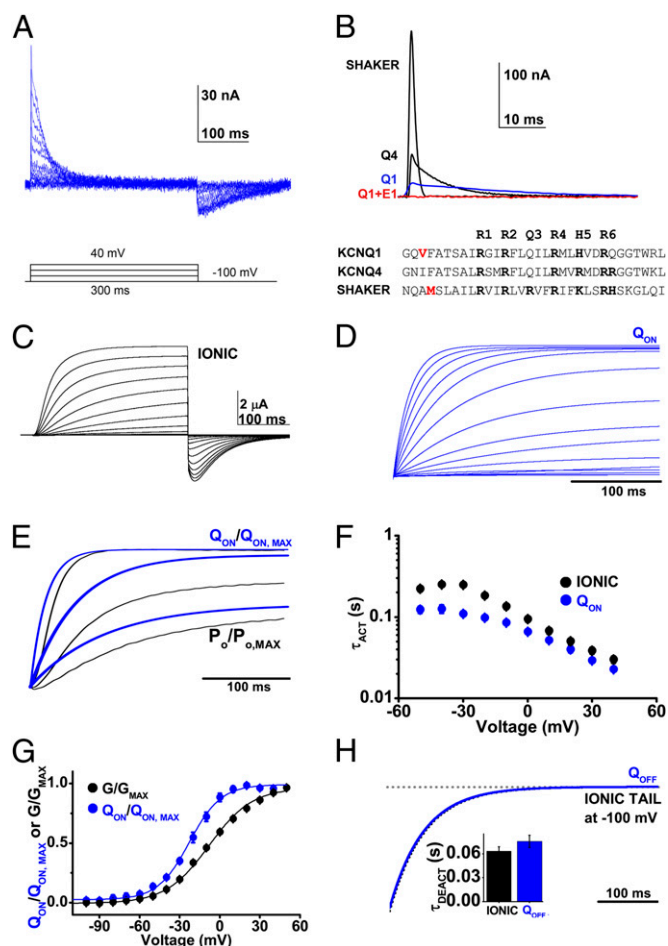 A
30 nA
100 ms
40 mV
-100 mV
300 ms
B
SHAKER
100 nA
10 ms
Q4
Q1
Q1+E1
R1 R2 Q3 R4 H5 R6
KCNQ1 GQVFATSAIRGIRFLQILRMLHVDRQGGTWRL
KCNQ4 GNIFATSALRSMRFLQILRMVRMDRRGGTWKL
SHAKER NQAMSLAILRVIRLVRVFRIFKLSRHSKGLQI
C
IONIC
2 μA
100 ms
D
QON
100 ms
E
QON/QON, MAX
Po/Po,MAX
100 ms
F
1
0.1
0.01
τACT (s)
IONIC
QON
-60 -30 0 30 60
Voltage (mV)
G
G/GMAX
QON/QON, MAX
1.0
0.5
0.0
QON/QON, MAX or G/GMAX
-100 -50 0 50
Voltage (mV)
H
QOFF
IONIC TAIL
at -100 mV
τDEACT (s)
0.06
0.03
0.00
IONIC QOFF
100 ms